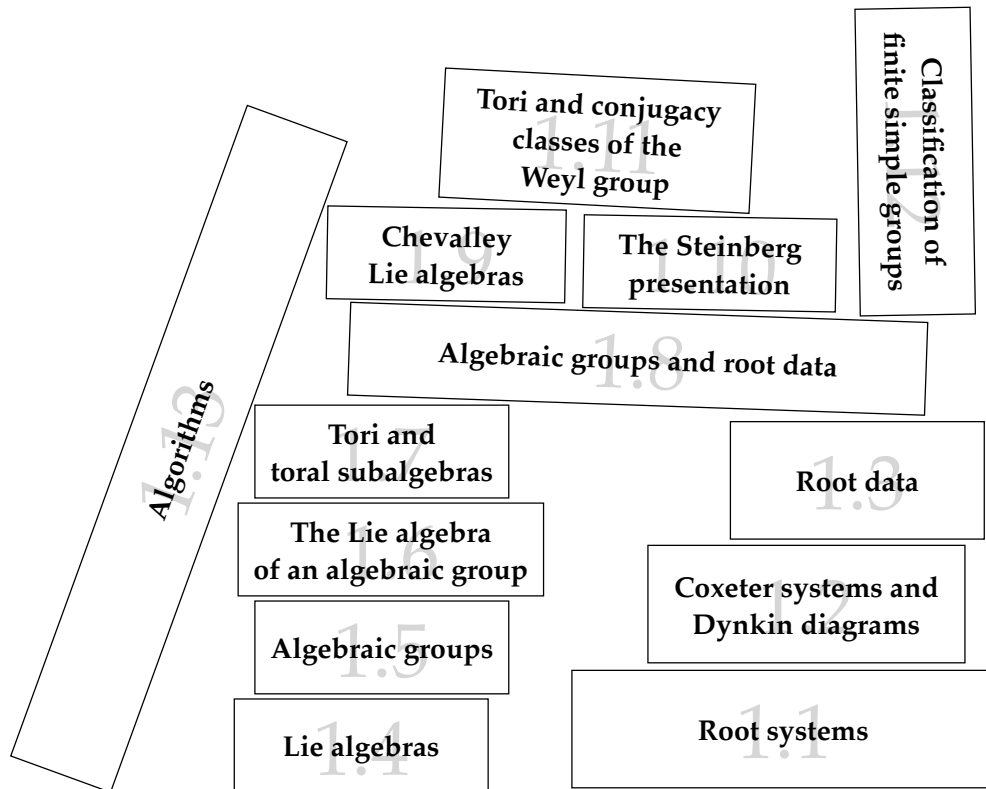 Classification of
finite simple groups
1.12
Tori and conjugacy
classes of the
Weyl group
1.11
Chevalley
Lie algebras
1.9
The Steinberg
presentation
1.10
Algebraic groups and root data
1.8
Algorithms
1.13
Tori and
toral subalgebras
1.7
Root data
1.3
The Lie algebra
of an algebraic group
1.6
Coxeter systems and
Dynkin diagrams
1.2
Algebraic groups
1.5
Root systems
1.1
Lie algebras
1.4